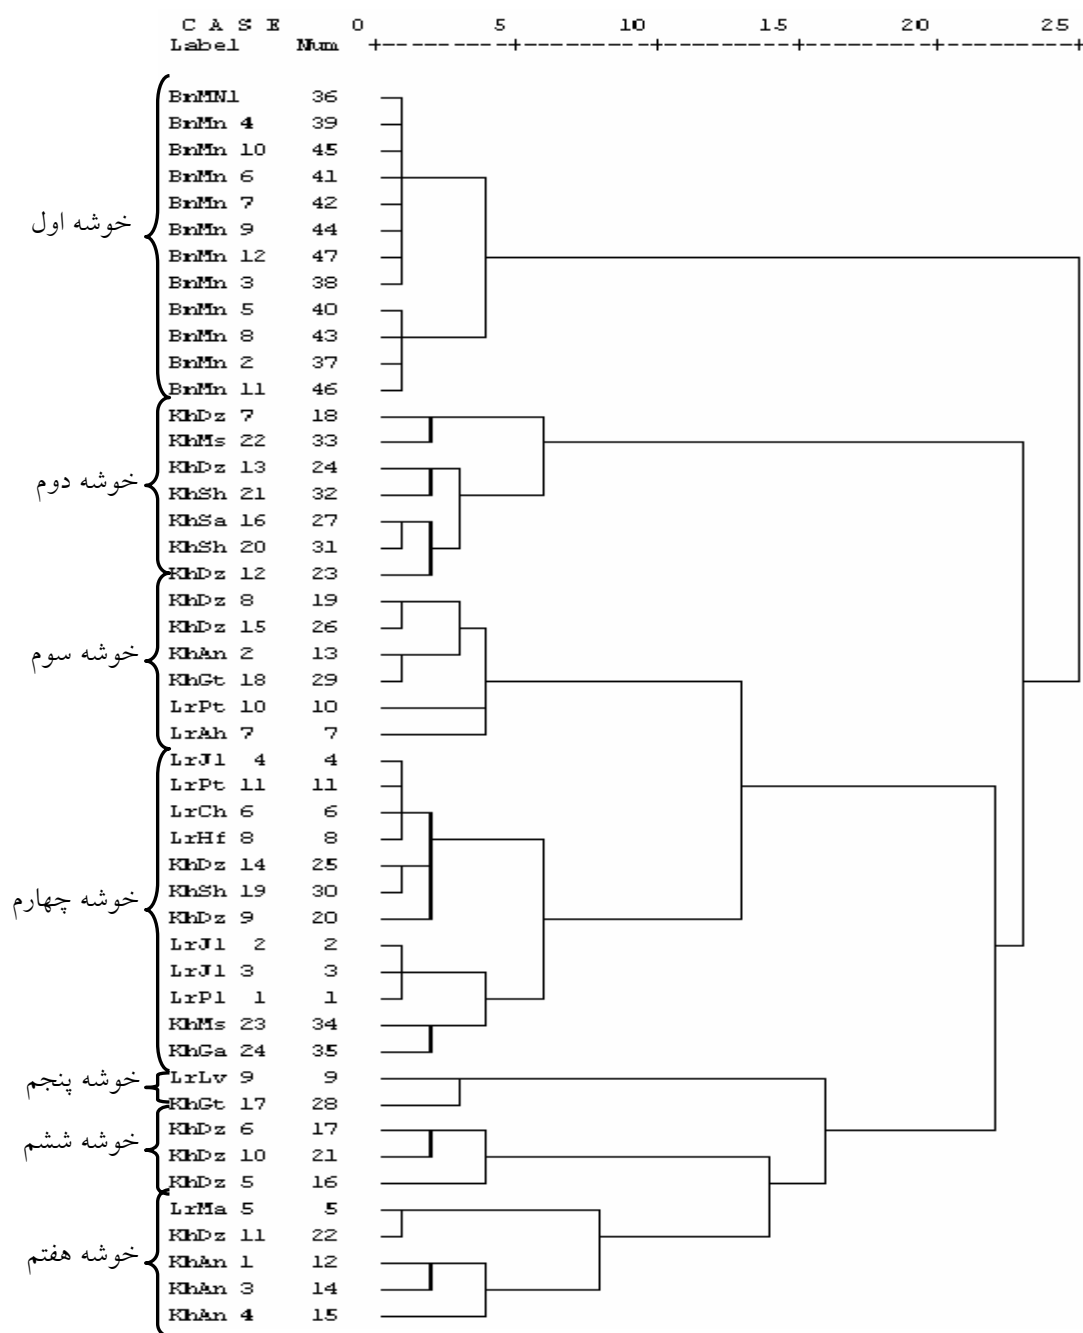 C A S E 0 5 10 15 20 25
Label Num +---------+---------+---------+---------+---------+
BnMN1 36
BnMn 4 39
BnMn 10 45
BnMn 6 41
BnMn 7 42
خوشه اول
BnMn 9 44
BnMn 12 47
BnMn 3 38
BnMn 5 40
BnMn 8 43
BnMn 2 37
BnMn 11 46
KhDz 7 18
KhMs 22 33
KhDz 13 24
خوشه دوم
KhSh 21 32
KhSa 16 27
KhSh 20 31
KhDz 12 23
KhDz 8 19
KhDz 15 26
خوشه سوم
KhAn 2 13
KhGt 18 29
LrPt 10 10
LrAh 7 7
LrJl 4 4
LrPt 11 11
LrCh 6 6
LrHf 8 8
KhDz 14 25
KhSh 19 30
خوشه چهارم
KhDz 9 20
LrJl 2 2
LrJl 3 3
LrPl 1 1
KhMs 23 34
KhGa 24 35
خوشه پنجم
LrLv 9 9
KhGt 17 28
KhDz 6 17
خوشه ششم
KhDz 10 21
KhDz 5 16
LrMa 5 5
KhDz 11 22
خوشه هفتم
KhAn 1 12
KhAn 3 14
KhAn 4 15